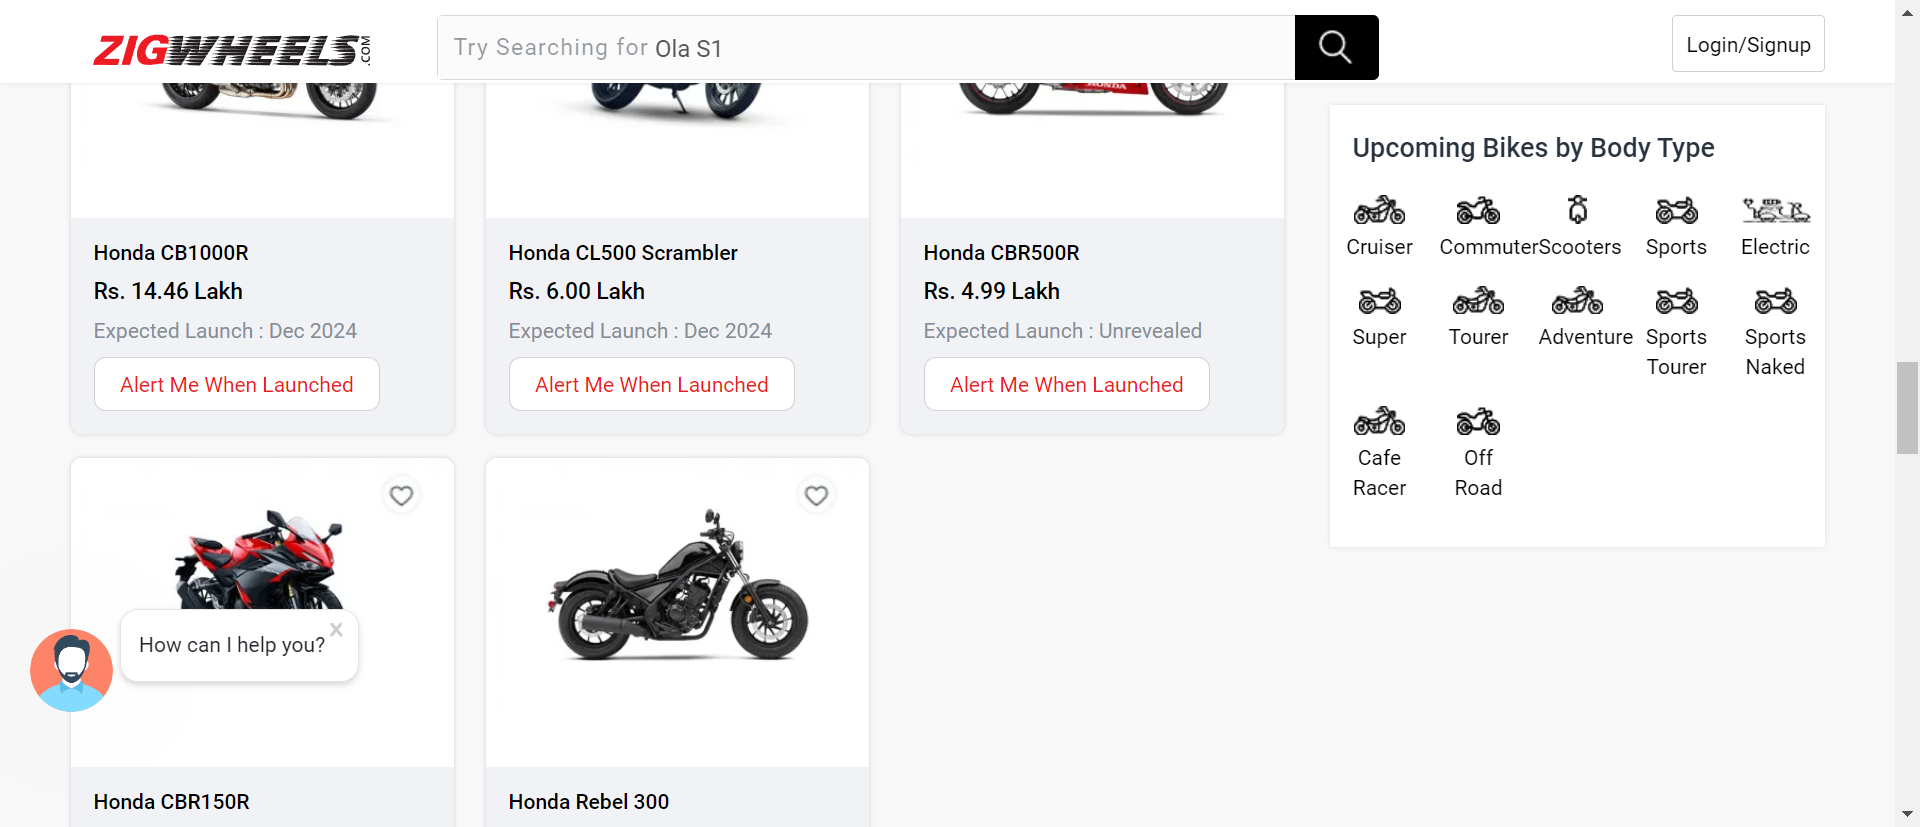 ZIGWHEELS.COM
Try Searching for Ola S1
Login/Signup
HONDA
Honda CB1000R
Rs. 14.46 Lakh
Expected Launch : Dec 2024
Alert Me When Launched
Honda CL500 Scrambler
Rs. 6.00 Lakh
Expected Launch : Dec 2024
Alert Me When Launched
Honda CBR500R
Rs. 4.99 Lakh
Expected Launch : Unrevealed
Alert Me When Launched
Upcoming Bikes by Body Type
Cruiser
Commuter
Scooters
Sports
Electric
Super
Tourer
Adventure
Sports
Tourer
Sports
Naked
Cafe
Racer
Off
Road
How can I help you?
Honda CBR150R
Honda Rebel 300